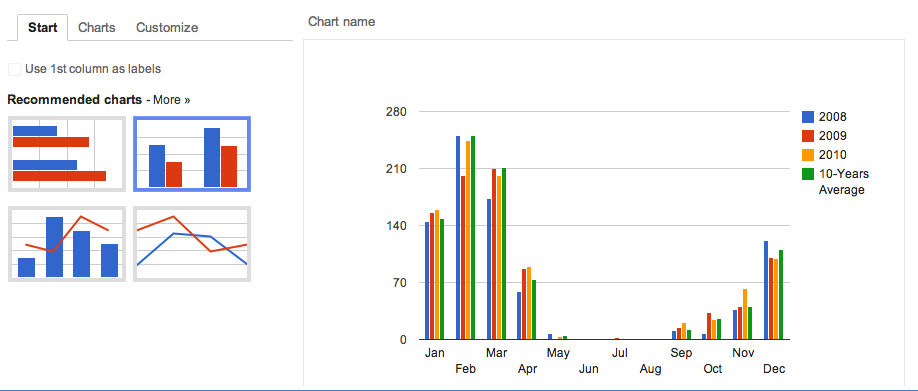 Start Charts Customize
Use 1st column as labels
Recommended charts - More »
Chart name
280
210
140
70
0
Jan Mar May Jul Sep Nov
Feb Apr Jun Aug Oct Dec
2008
2009
2010
10-Years
Average